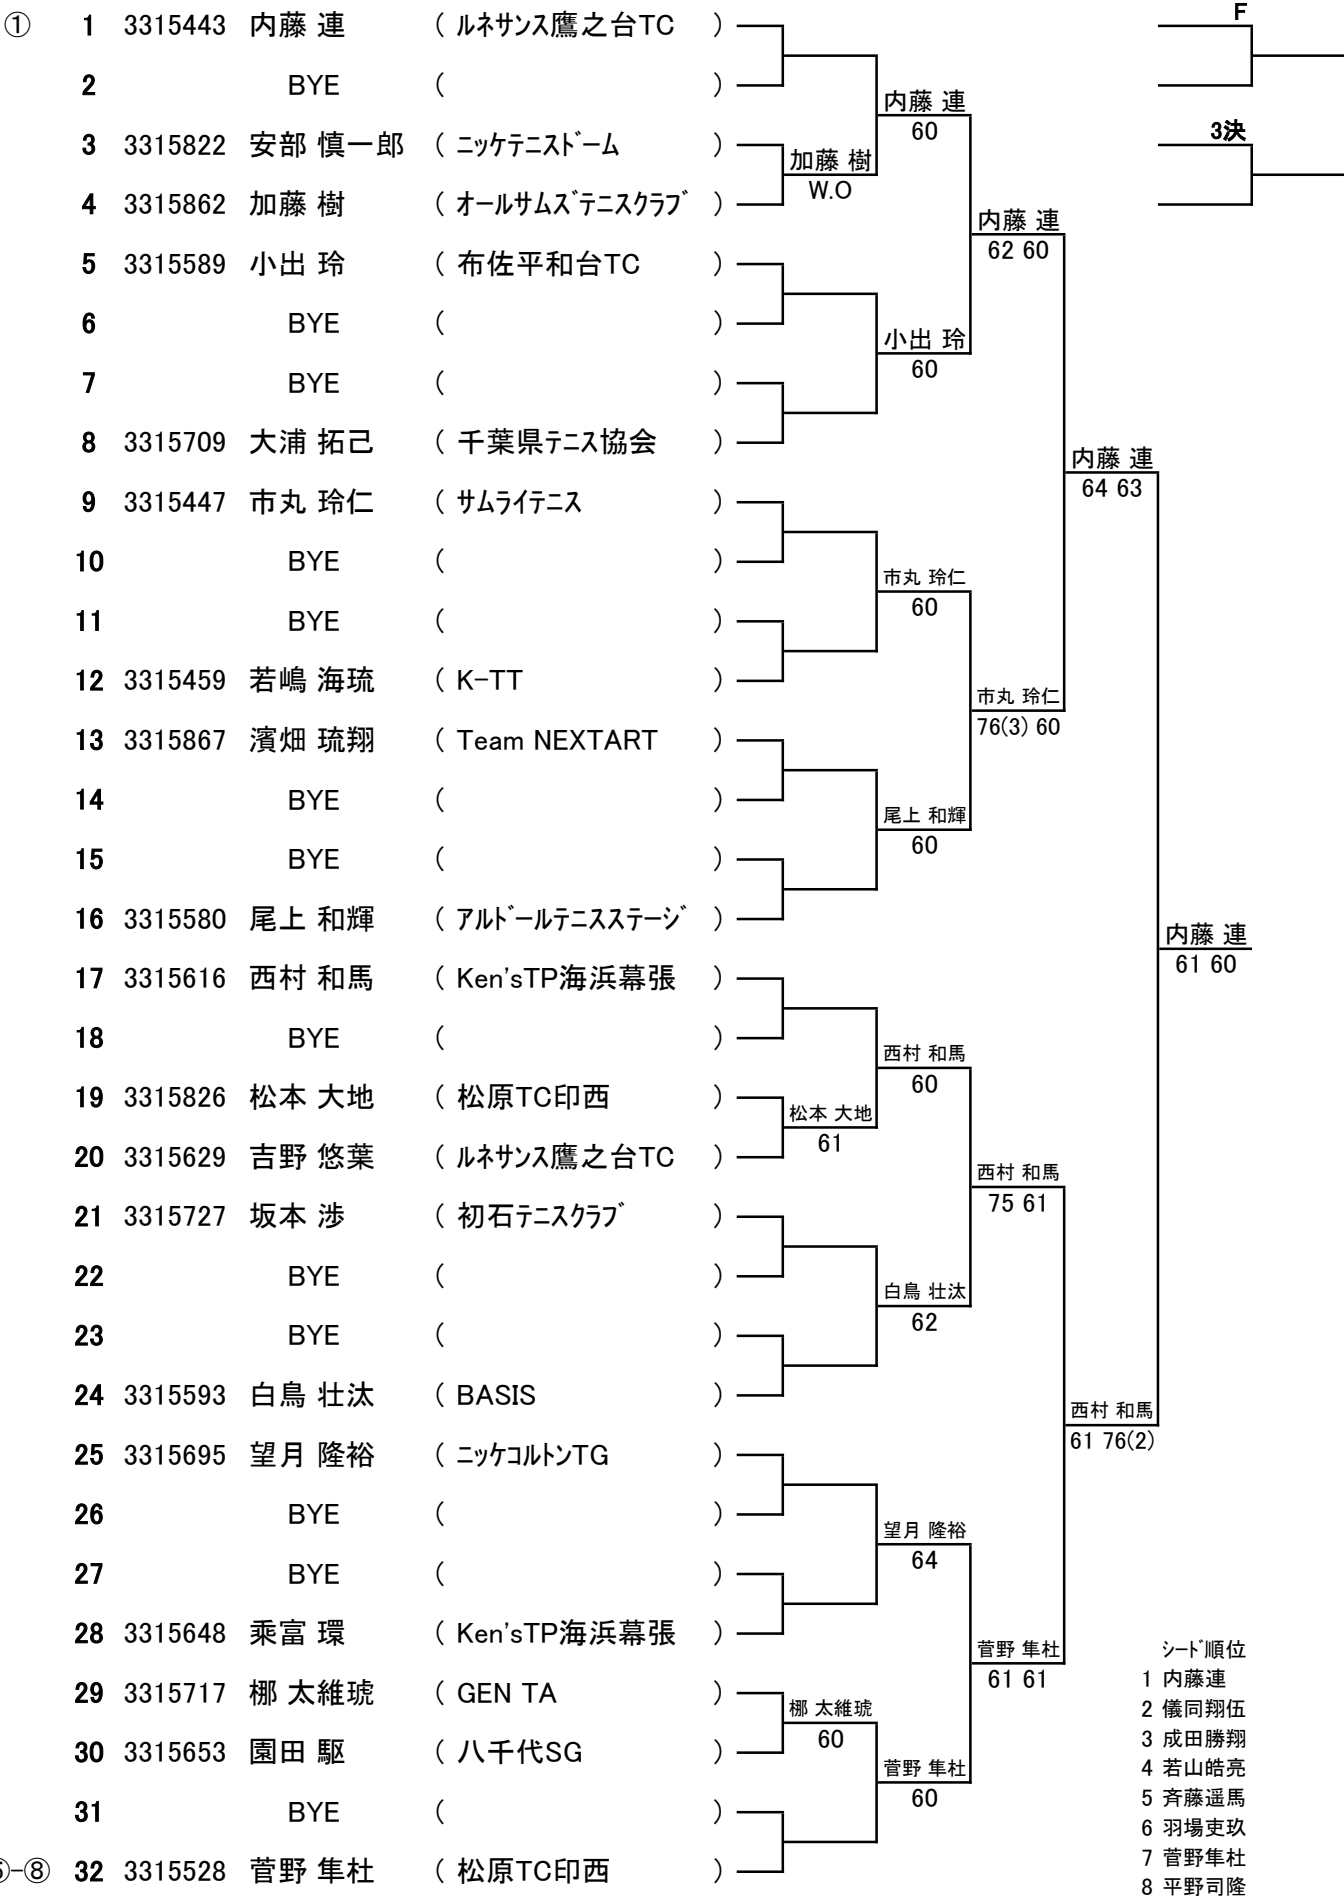 F
① 1 3315443 内藤 連 ( ルネサンス鷹之台TC )
2 BYE ( )
内藤 連
60
3決
3 3315822 安部 慎一郎 ( ニッケテニスドーム )
加藤 樹
W.O
4 3315862 加藤 樹 ( オールサムズテニスクラブ )
内藤 連
62 60
5 3315589 小出 玲 ( 布佐平和台TC )
6 BYE ( )
小出 玲
60
7 BYE ( )
8 3315709 大浦 拓己 ( 千葉県テニス協会 )
内藤 連
64 63
9 3315447 市丸 玲仁 ( サムライテニス )
10 BYE ( )
市丸 玲仁
60
11 BYE ( )
12 3315459 若嶋 海琉 ( K-TT )
市丸 玲仁
76(3) 60
13 3315867 濱畑 琉翔 ( Team NEXTART )
14 BYE ( )
尾上 和輝
60
15 BYE ( )
16 3315580 尾上 和輝 ( アルドールテニスステージ )
内藤 連
61 60
17 3315616 西村 和馬 ( Ken'sTP海浜幕張 )
18 BYE ( )
西村 和馬
60
19 3315826 松本 大地 ( 松原TC印西 )
松本 大地
61
20 3315629 吉野 悠葉 ( ルネサンス鷹之台TC )
西村 和馬
75 61
21 3315727 坂本 渉 ( 初石テニスクラブ )
22 BYE ( )
白鳥 壮汰
62
23 BYE ( )
24 3315593 白鳥 壮汰 ( BASIS )
西村 和馬
61 76(2)
25 3315695 望月 隆裕 ( ニッケコルトンTG )
26 BYE ( )
望月 隆裕
64
27 BYE ( )
28 3315648 乘富 環 ( Ken'sTP海浜幕張 )
菅野 隼杜
61 61
29 3315717 梛 太維琥 ( GEN TA )
梛 太維琥
60
30 3315653 園田 駆 ( 八千代SG )
菅野 隼杜
60
31 BYE ( )
-⑧ 32 3315528 菅野 隼杜 ( 松原TC印西 )
シード順位
1 内藤連
2 儀同翔伍
3 成田勝翔
4 若山皓亮
5 斉藤遥馬
6 羽場吏玖
7 菅野隼杜
8 平野司隆